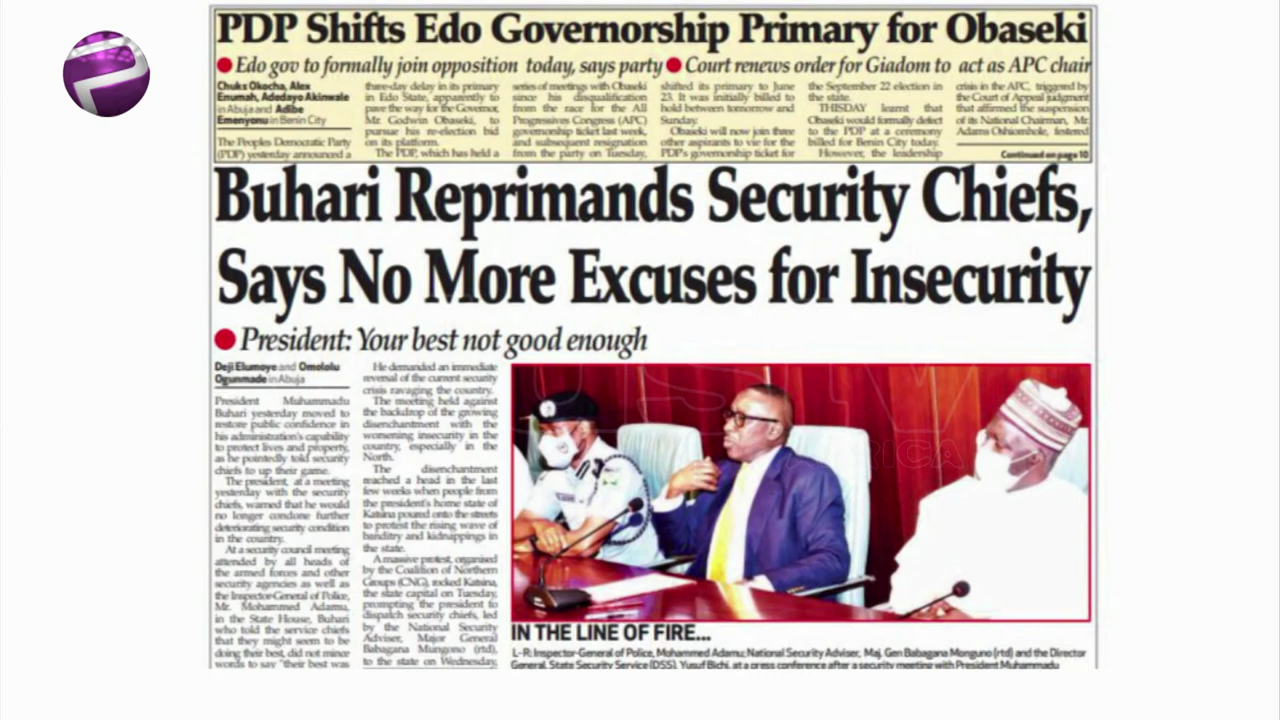 PDP Shifts Edo Governorship Primary for Obaseki
Edo gov to formally join opposition today, says party
Court renews order for Giadom to act as APC chair
Chuks Okocha, Alex
Enumah, Adedayo Akinwale
in Abuja and Adibe
Emenyonu in Benin City
The Peoples Democratic Party
(PDP) yesterday announced a
three-day delay in its primary
in Edo State, apparently to
pave the way for the Governor,
Mr. Godwin Obaseki, to
pursue his re-election bid
on its platform.
The PDP, which has held a
series of meetings with Obaseki
since his disqualification
from the race for the All
Progressives Congress (APC)
governorship ticket last week,
and subsequent resignation
from the party on Tuesday,
shifted its primary to June
23. It was initially billed to
hold between tomorrow and
Sunday.
Obaseki will now join three
other aspirants to vie for the
PDP's governorship ticket for
the September 22 election in
the state.
THISDAY learnt that
Obaseki would formally defect
to the PDP at a ceremony
billed for Benin City today.
However, the leadership
crisis in the APC, triggered by
the Court of Appeal judgment
that affirmed the suspension
of its National Chairman, Mr.
Adams Oshiomhole, festered
Continued on page 10
Buhari Reprimands Security Chiefs,
Says No More Excuses for Insecurity
President: Your best not good enough
Deji Elumoye and Omololu
Ogunmade in Abuja
President Muhammadu
Buhari yesterday moved to
restore public confidence in
his administration's capability
to protect lives and property,
as he pointedly told security
chiefs to up their game.
The president, at a meeting
yesterday with the security
chiefs, warned that he would
no longer condone further
deteriorating security condition
in the country.
At a security council meeting
attended by all heads of
the armed forces and other
security agencies as well as
the Inspector-General of Police,
Mr. Mohammed Adamu,
in the State House, Buhari
who told the service chiefs
that they might seem to be
doing their best, did not mince
words to say "their best was
He demanded an immediate
reversal of the current security
crisis ravaging the country.
The meeting held against
the backdrop of the growing
disenchantment with the
worsening insecurity in the
country, especially in the
North.
The disenchantment
reached a head in the last
few weeks when people from
the president's home state of
Katsina poured onto the streets
to protest the rising wave of
banditry and kidnappings in
the state.
A massive protest, organised
by the Coalition of Northern
Groups (CNG), rocked Katsina,
the state capital on Tuesday,
prompting the president to
dispatch security chiefs, led
by the National Security
Adviser, Major General
Babagana Mungono (rtd),
to the state on Wednesday,
IN THE LINE OF FIRE...
L-R: Inspector-General of Police, Mohammed Adamu; National Security Adviser, Maj. Gen Babagana Monguno (rtd) and the Director
General, State Security Service (DSS), Yusuf Bichi, at a press conference after a security meeting with President Muhammadu